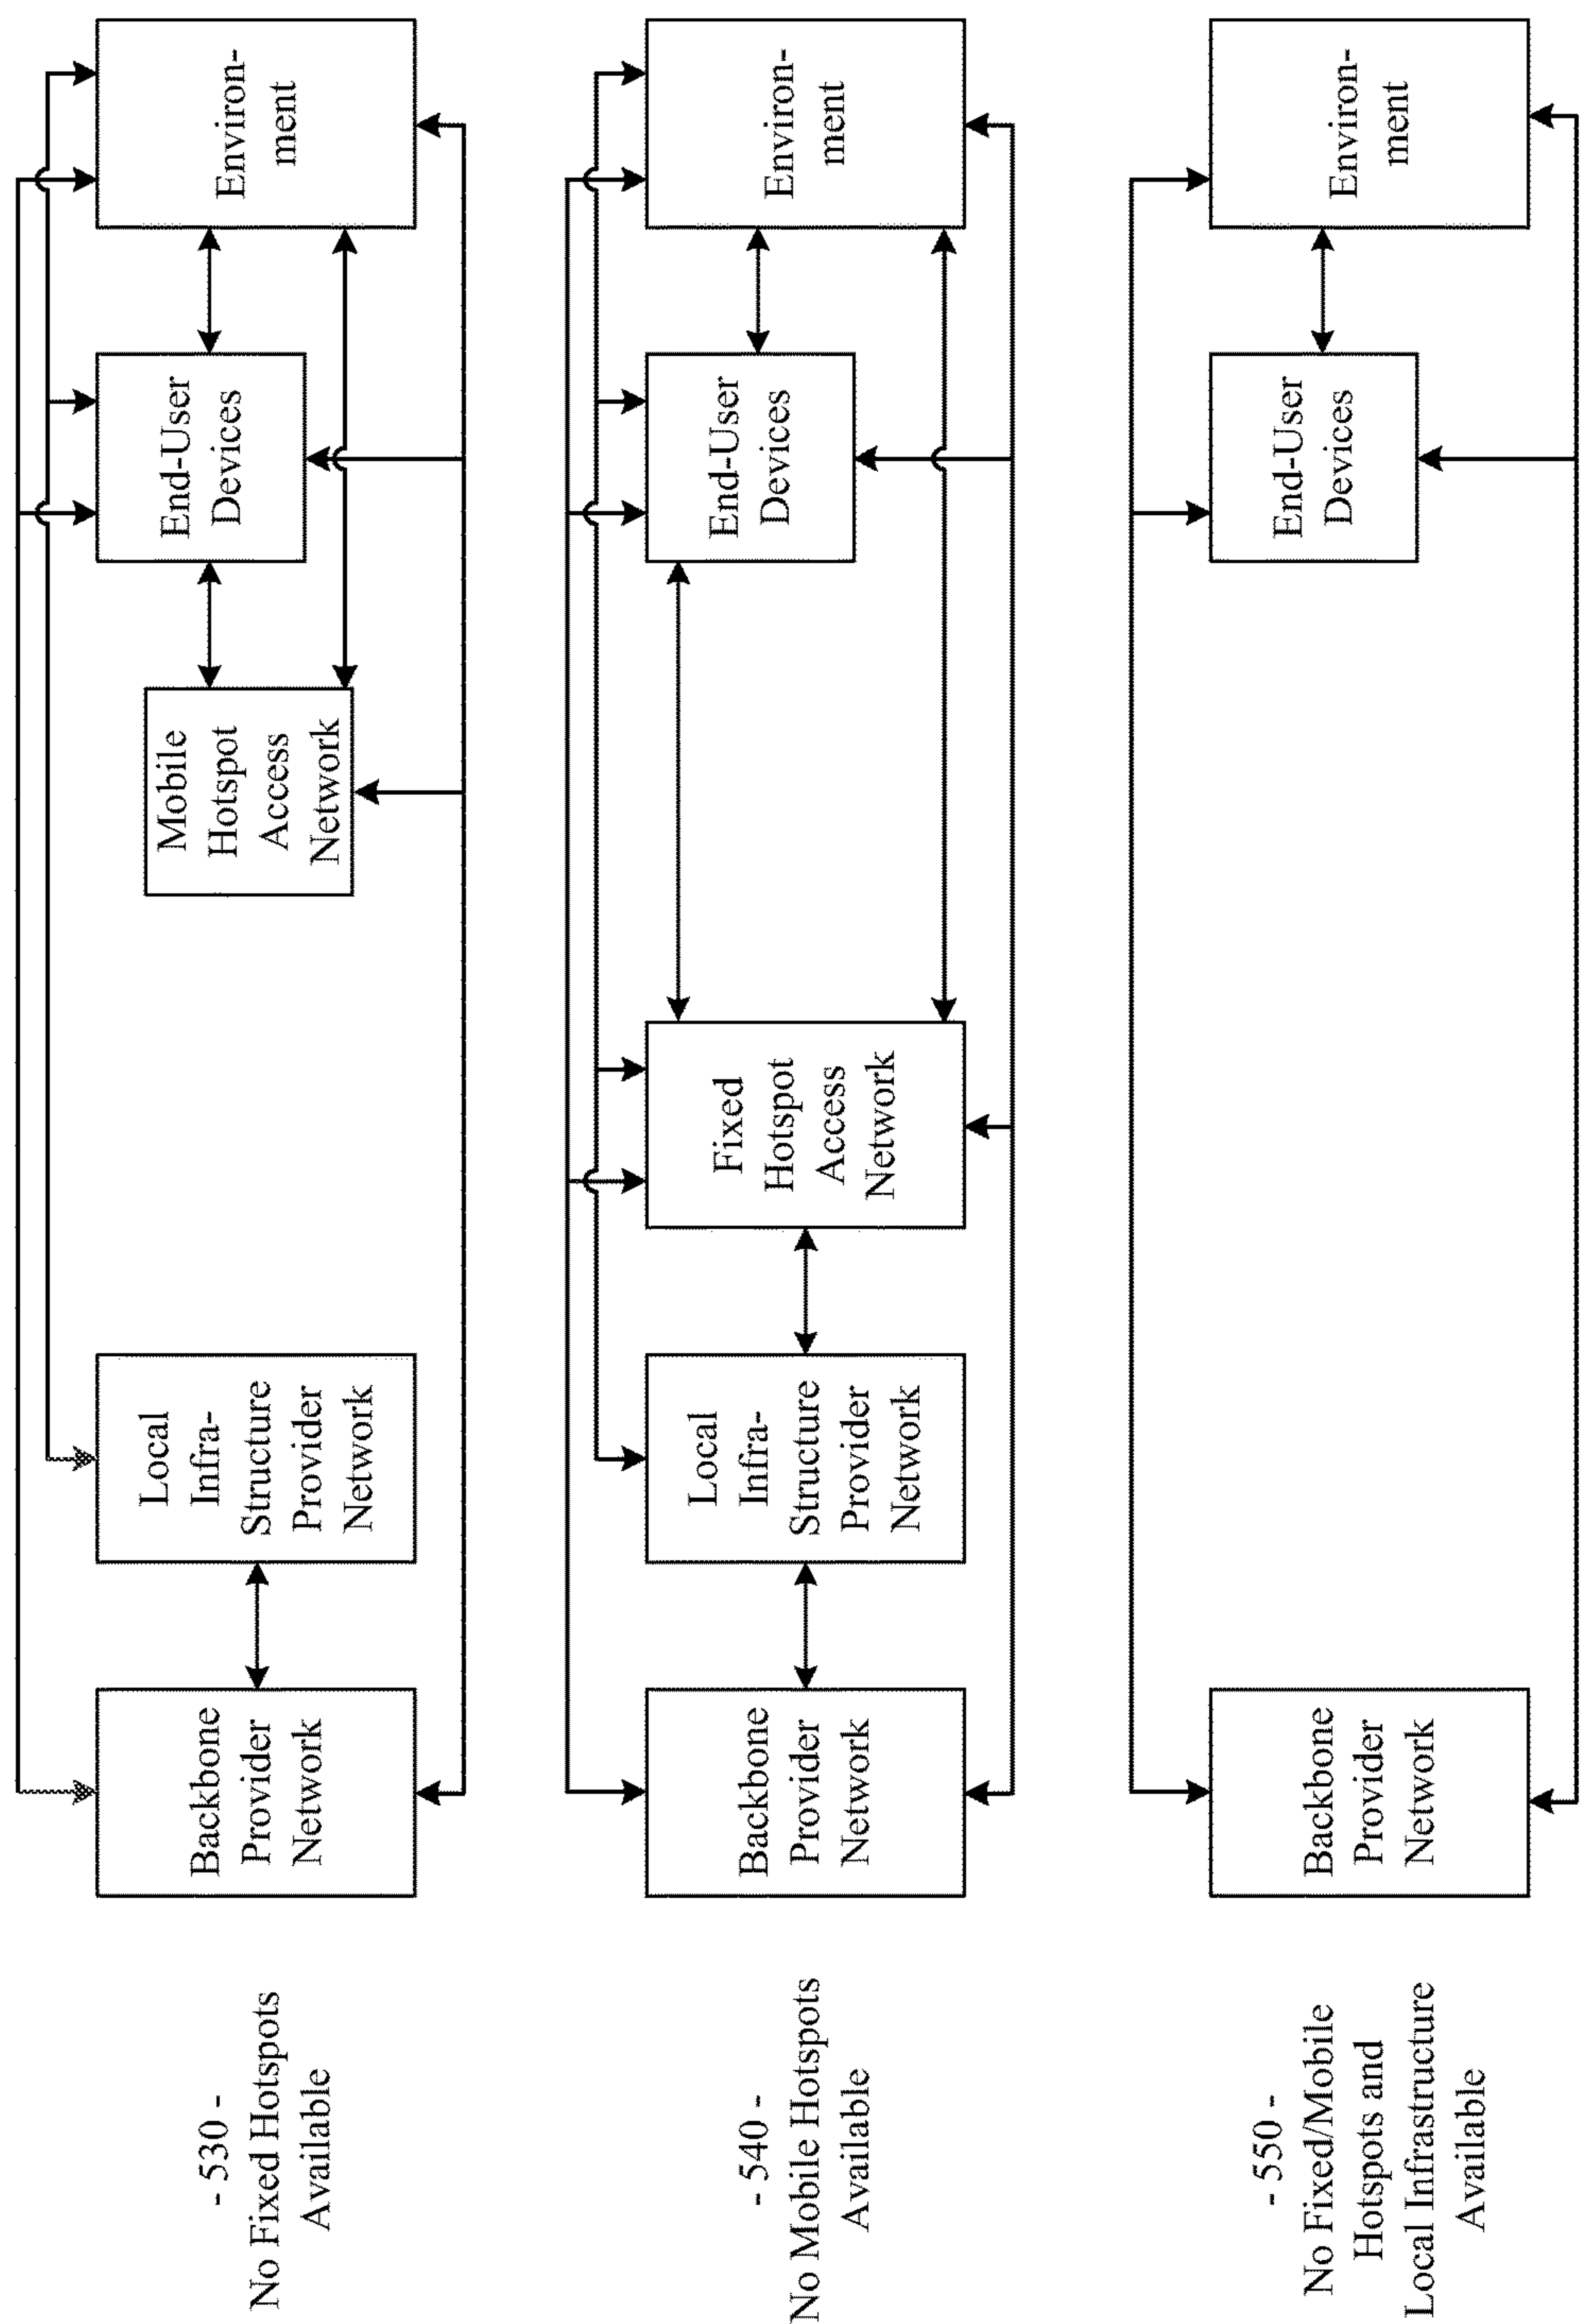 - 530 -
No Fixed Hotspots
Available
Backbone
Provider
Network
Local
Infra-
Structure
Provider
Network
Mobile
Hotspot
Access
Network
End-User
Devices
Environ-
ment
- 540 -
No Mobile Hotspots
Available
Backbone
Provider
Network
Local
Infra-
Structure
Provider
Network
Fixed
Hotspot
Access
Network
End-User
Devices
Environ-
ment
- 550 -
No Fixed/Mobile
Hotspots and
Local Infrastructure
Available
Backbone
Provider
Network
End-User
Devices
Environ-
ment